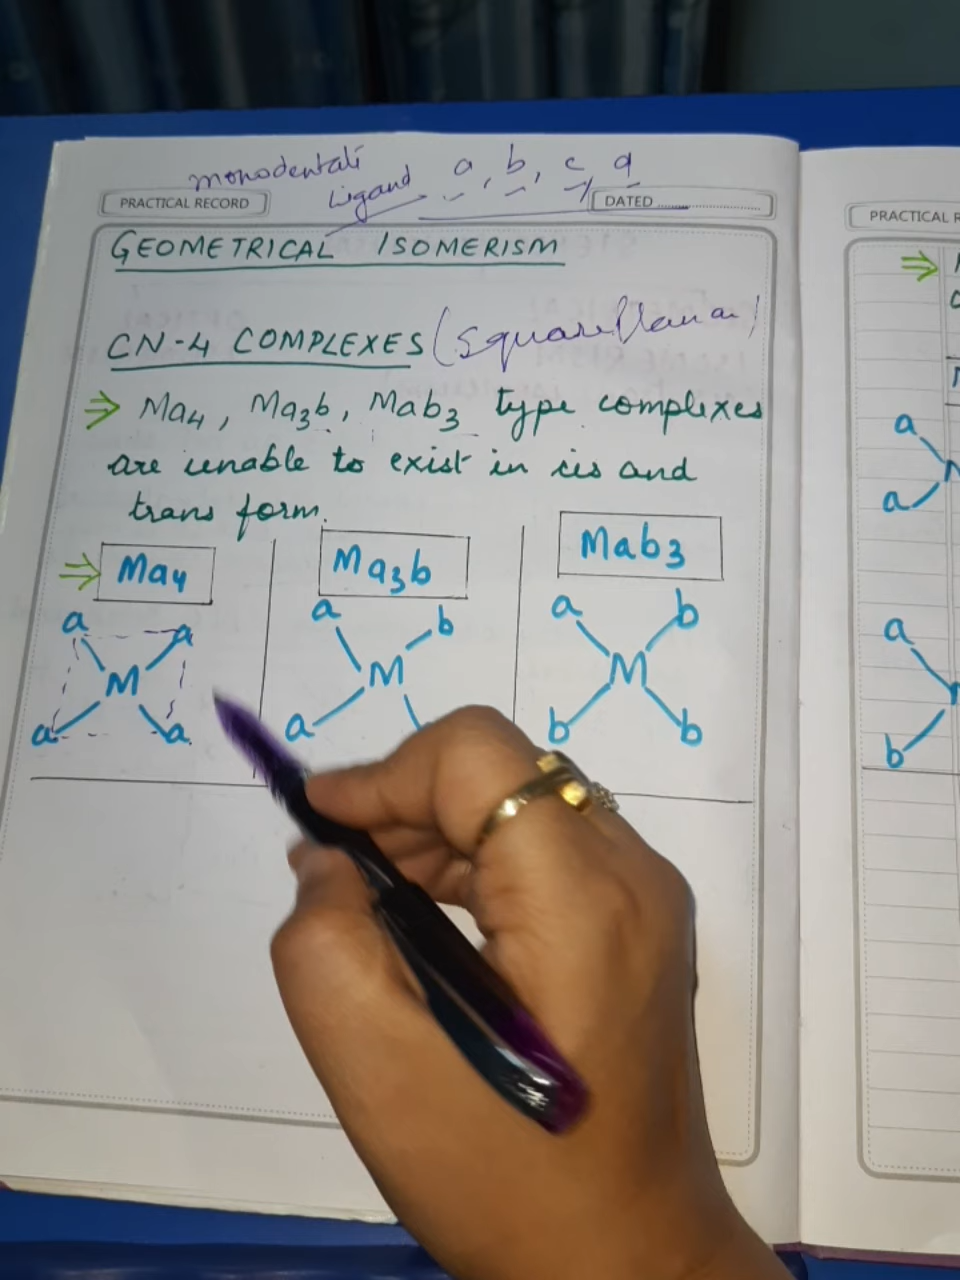 monodentate
Ligand a, b, c, d
PRACTICAL RECORD
DATED
GEOMETRICAL ISOMERISM
CN-4 COMPLEXES (Square Planar)
⇒ Ma4, Ma3b, Mab3 type complexes
are unable to exist in cis and
trans form.
⇒ Ma4
Ma3b
Mab3
a a
M
a a
a b
M
a
a b
M
b b
PRACTICAL R
⇒
a
a
a
b